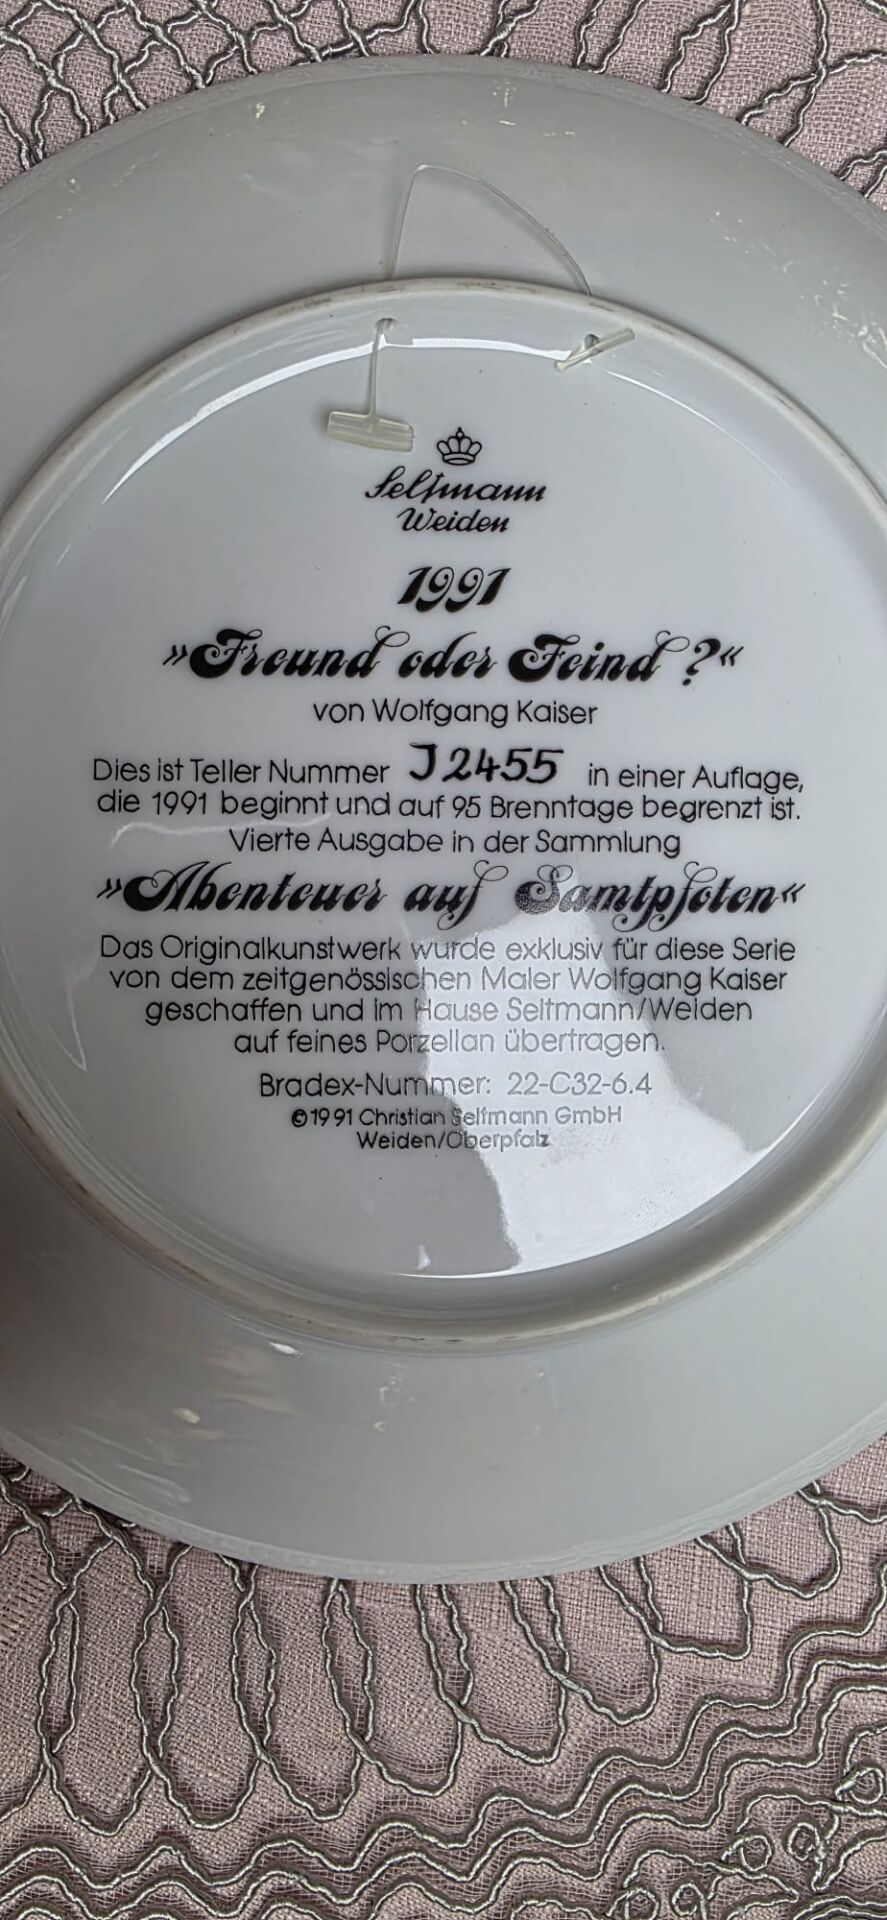 Seltmann
Weiden
1991
»Freund oder Feind?«
von Wolfgang Kaiser
Dies ist Teller Nummer J2455 in einer Auflage,
die 1991 beginnt und auf 95 Brenntage begrenzt ist.
Vierte Ausgabe in der Sammlung
»Abenteuer auf Samtpfoten«
Das Originalkunstwerk wurde exklusiv für diese Serie
von dem zeitgenössischen Maler Wolfgang Kaiser
geschaffen und im Hause Seltmann/Weiden
auf feines Porzellan übertragen.
Bradex-Nummer: 22-C32-6.4
©1991 Christian Seltmann GmbH
Weiden/Oberpfalz